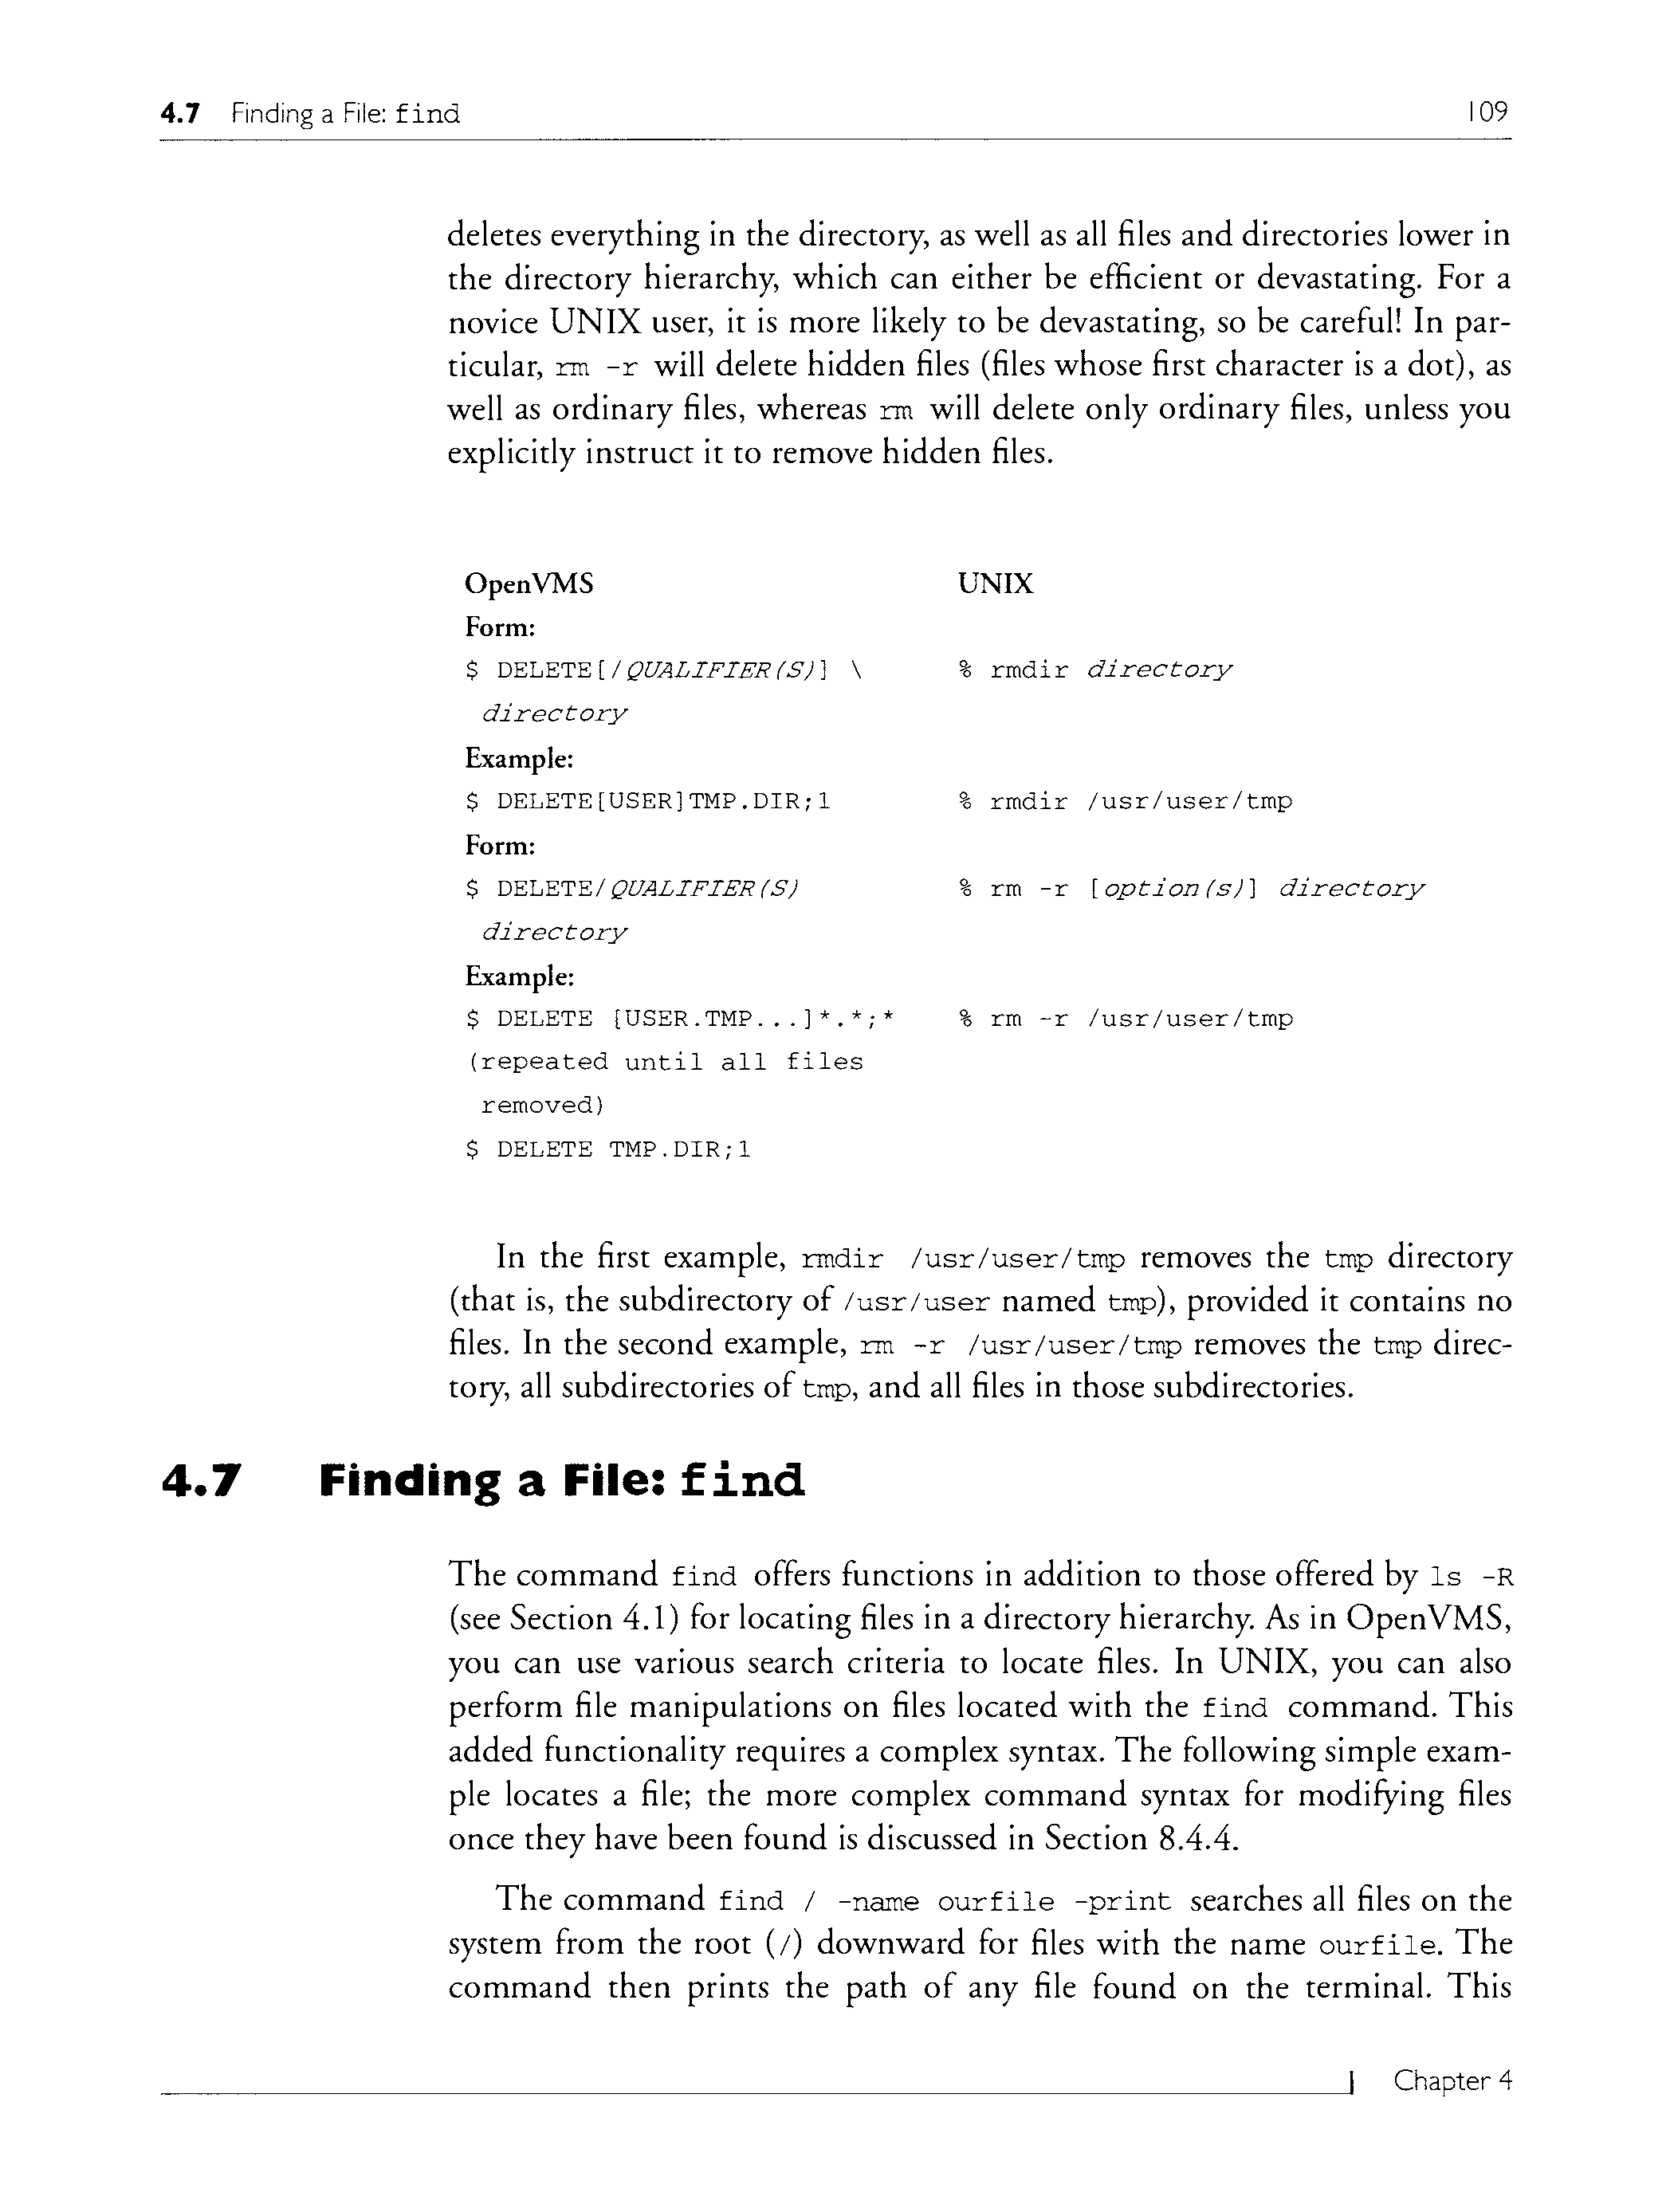 4.7 Finding a File: find 109
deletes everything in the directory, as well as all files and directories lower in
the directory hierarchy, which can either be efficient or devastating. For a
novice UNIX user, it is more likely to be devastating, so be careful! In par-
ticular, rm -r will delete hidden files (files whose first character is a dot), as
well as ordinary files, whereas rm will delete only ordinary files, unless you
explicitly instruct it to remove hidden files.
OpenVMS UNIX
Form:
$ DELETE[/QUALIFIER(S)] \ % rmdir directory
directory
Example:
$ DELETE[USER]TMP.DIR;1 % rmdir /usr/user/tmp
Form:
$ DELETE/QUALIFIER(S) % rm -r [option(s)] directory
directory
Example:
$ DELETE [USER.TMP...]*.*;* % rm -r /usr/user/tmp
(repeated until all files
removed)
$ DELETE TMP.DIR;1
In the first example, rmdir /usr/user/tmp removes the tmp directory
(that is, the subdirectory of /usr/user named tmp), provided it contains no
files. In the second example, rm -r /usr/user/tmp removes the tmp direc-
tory, all subdirectories of tmp, and all files in those subdirectories.
4.7 Finding a File: find
The command find offers functions in addition to those offered by ls -R
(see Section 4.1) for locating files in a directory hierarchy. As in OpenVMS,
you can use various search criteria to locate files. In UNIX, you can also
perform file manipulations on files located with the find command. This
added functionality requires a complex syntax. The following simple exam-
ple locates a file; the more complex command syntax for modifying files
once they have been found is discussed in Section 8.4.4.
The command find / -name ourfile -print searches all files on the
system from the root (/) downward for files with the name ourfile. The
command then prints the path of any file found on the terminal. This
Chapter 4